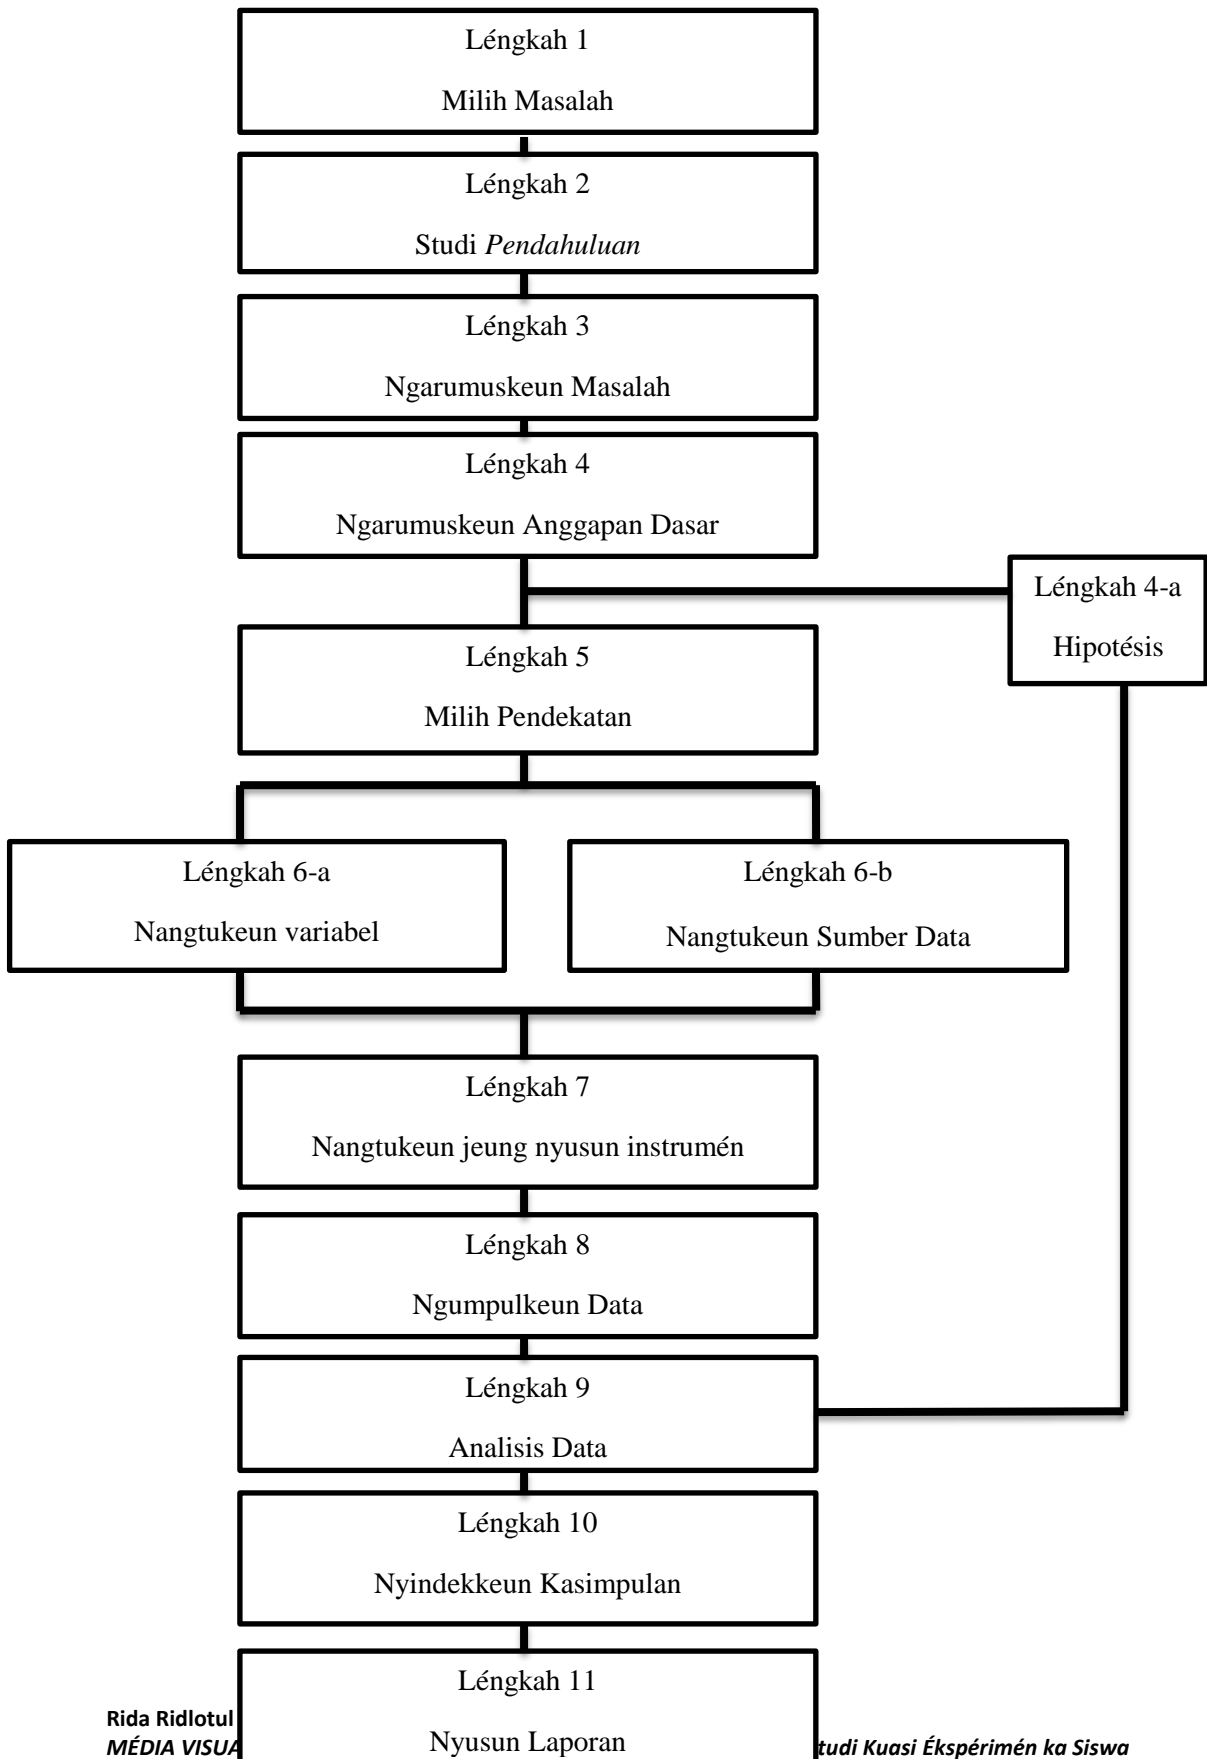 Léngkah 1
Milih Masalah
Léngkah 2
Studi Pendahuluan
Léngkah 3
Ngarumuskeun Masalah
Léngkah 4
Ngarumuskeun Anggapan Dasar
Léngkah 4-a
Hipotésis
Léngkah 5
Milih Pendekatan
Léngkah 6-a
Nangtukeun variabel
Léngkah 6-b
Nangtukeun Sumber Data
Léngkah 7
Nangtukeun jeung nyusun instrumén
Léngkah 8
Ngumpulkeun Data
Léngkah 9
Analisis Data
Léngkah 10
Nyindekkeun Kasimpulan
Léngkah 11
Nyusun Laporan
Rida Ridlotul
MÉDIA Kuasi Ékspérimén ka Siswa